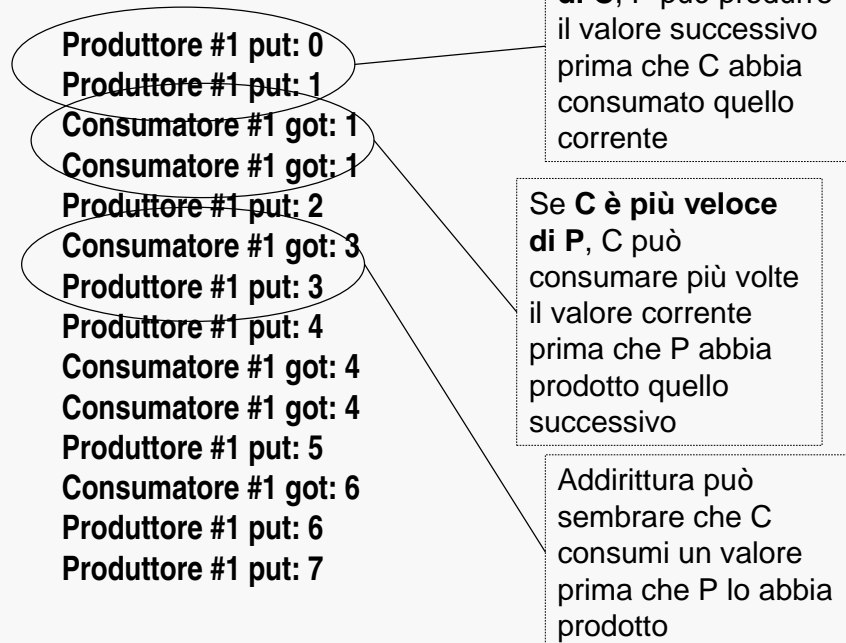 Produttore #1 put: 0
Produttore #1 put: 1
Consumatore #1 got: 1
Consumatore #1 got: 1
Produttore #1 put: 2
Consumatore #1 got: 3
Produttore #1 put: 3
Produttore #1 put: 4
Consumatore #1 got: 4
Consumatore #1 got: 4
Produttore #1 put: 5
Consumatore #1 got: 6
Produttore #1 put: 6
Produttore #1 put: 7
il valore successivo
prima che C abbia
consumato quello
corrente
Se C è più veloce
di P, C può
consumare più volte
il valore corrente
prima che P abbia
prodotto quello
successivo
Addirittura può
sembrare che C
consumi un valore
prima che P lo abbia
prodotto